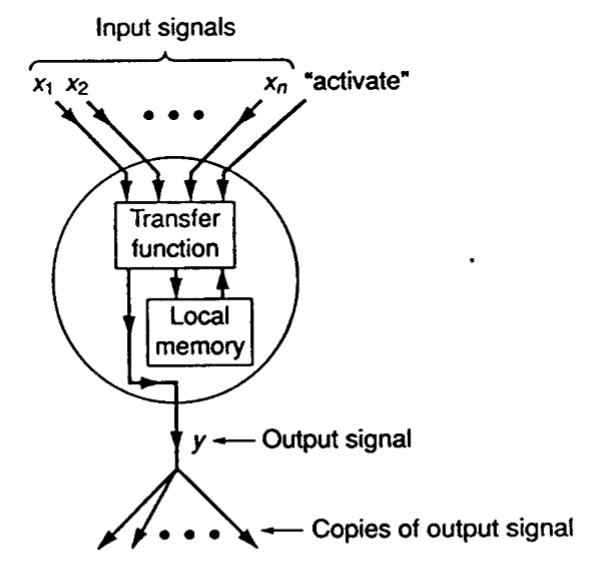 Input signals
x1 x2 xn "activate"
Transfer
function
Local
memory
y Output signal
Copies of output signal